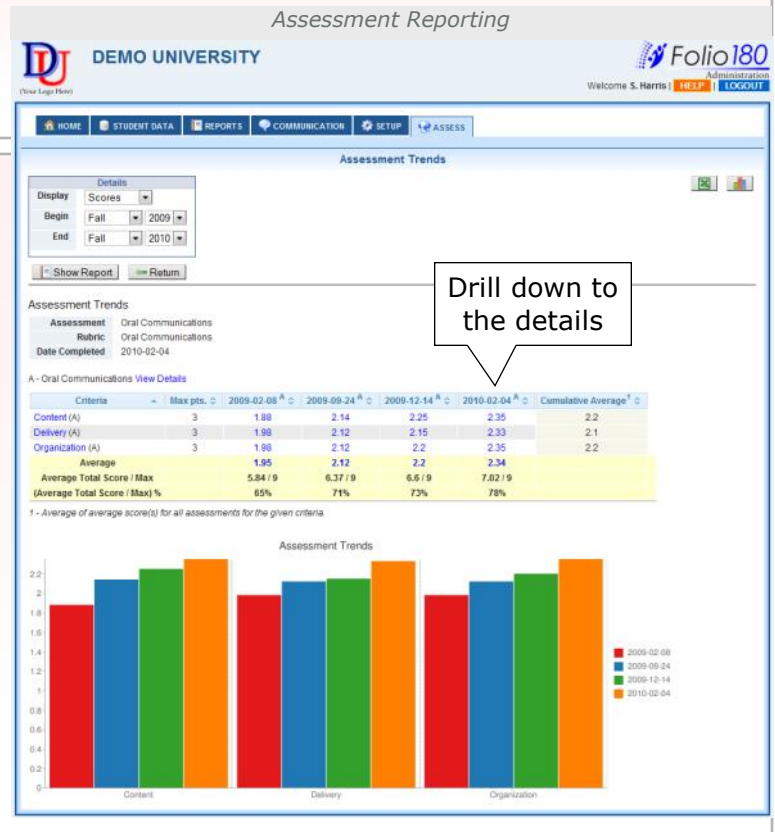 Assessment Reporting
DU
(Your Logo Here)
DEMO UNIVERSITY
Folio180
Administration
Welcome S. Harris | HELP | LOGOUT
HOME STUDENT DATA REPORTS COMMUNICATION SETUP ASSESS
Assessment Trends
Details
Display Scores
Begin Fall 2009
End Fall 2010
Show Report Return
Drill down to
the details
Assessment Trends
Assessment Oral Communications
Rubric Oral Communications
Date Completed 2010-02-04
A - Oral Communications View Details
Criteria Max pts. 2009-02-08 A 2009-09-24 A 2009-12-14 A 2010-02-04 A Cumulative Average1
Content (A) 3 1.88 2.14 2.25 2.35 2.2
Delivery (A) 3 1.98 2.12 2.15 2.33 2.1
Organization (A) 3 1.98 2.12 2.2 2.35 2.2
Average 1.95 2.12 2.2 2.34
Average Total Score / Max 5.84 / 9 6.37 / 9 6.6 / 9 7.02 / 9
(Average Total Score / Max) % 65% 71% 73% 78%
1 - Average of average score(s) for all assessments for the given criteria.
Assessment Trends
2.2
2
1.8
1.6
1.4
1.2
1
0.8
0.6
0.4
0.2
0
2009-02-08
2009-09-24
2009-12-14
2010-02-04
Content Delivery Organization